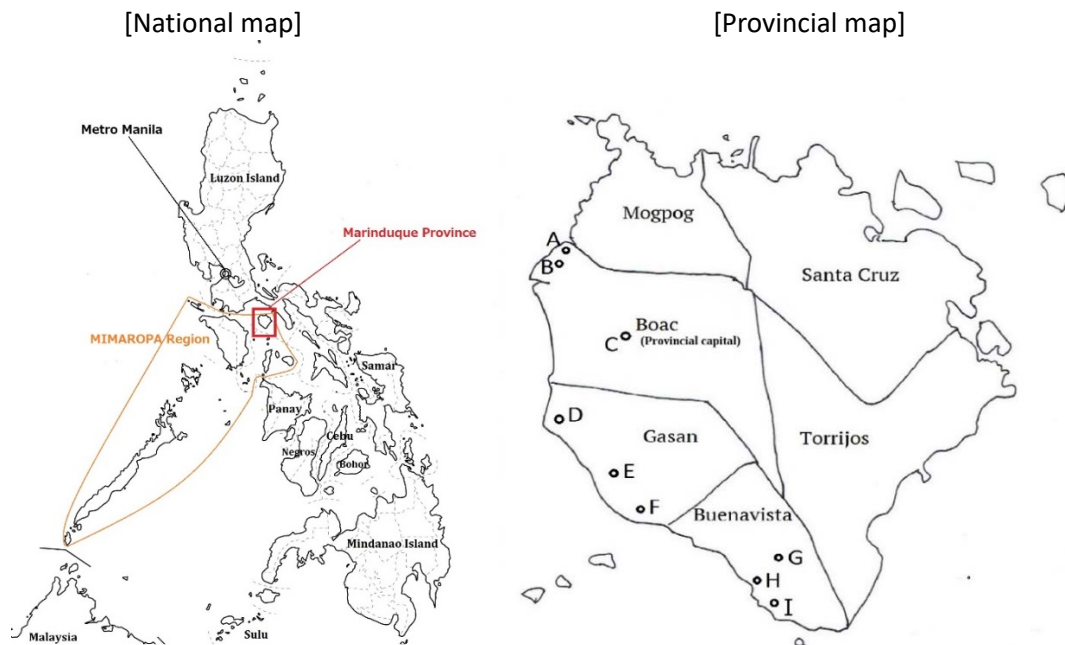 [National map]
Metro Manila
Luzon Island
Marinduque Province
MIMAROPA Region
Samar
Panay
Cebu
Negros
Bohor
Mindanao Island
Malaysia
Sulu
[Provincial map]
Mogpog
A
B
Santa Cruz
Boac
(Provincial capital)
C
D
Gasan
Torrijos
E
F
Buenavista
G
H
I